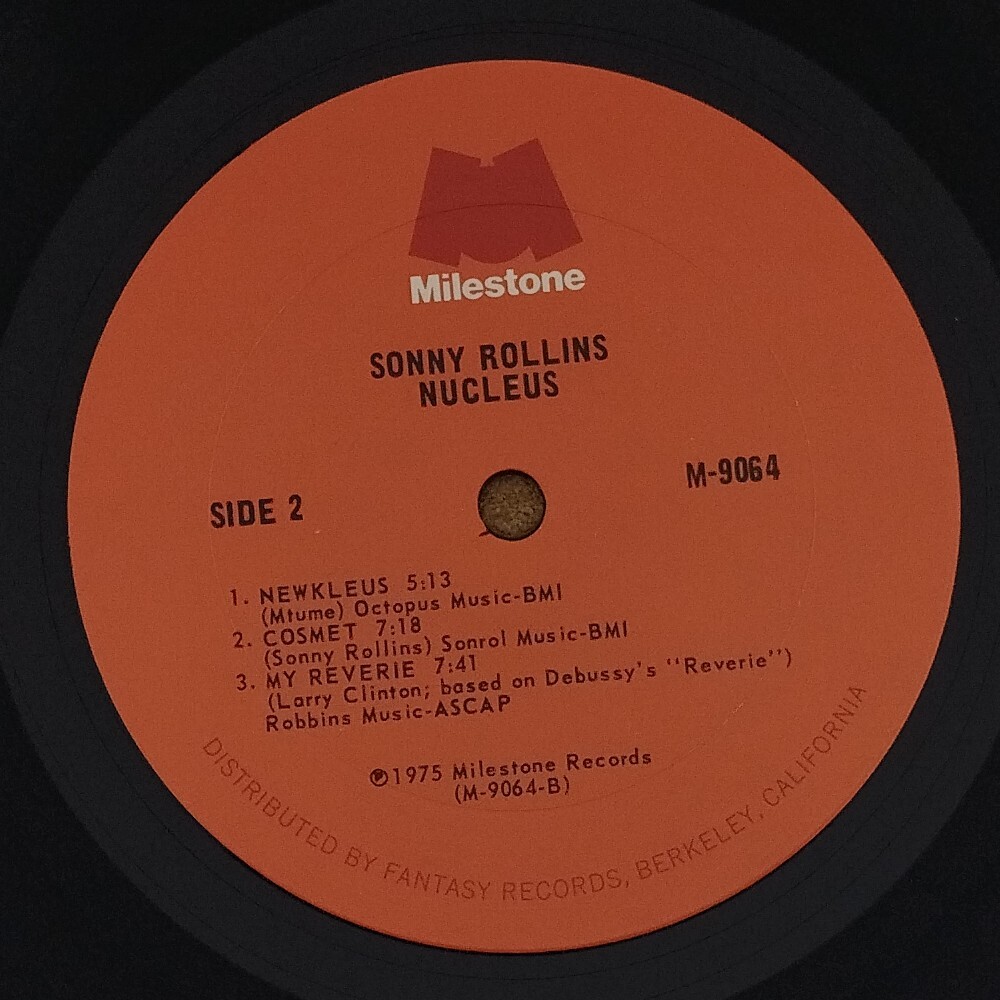 Milestone
SONNY ROLLINS
NUCLEUS
SIDE 2
M-9064
1. NEWKLEUS 5:13
(Mtume) Octopus Music-BMI
2. COSMET 7:18
(Sonny Rollins) Sonrol Music-BMI
3. MY REVERIE 7:41
(Larry Clinton; based on Debussy's "Reverie")
Robbins Music-ASCAP
℗1975 Milestone Records
(M-9064-B)
DISTRIBUTED BY FANTASY RECORDS, BERKELEY, CALIFORNIA